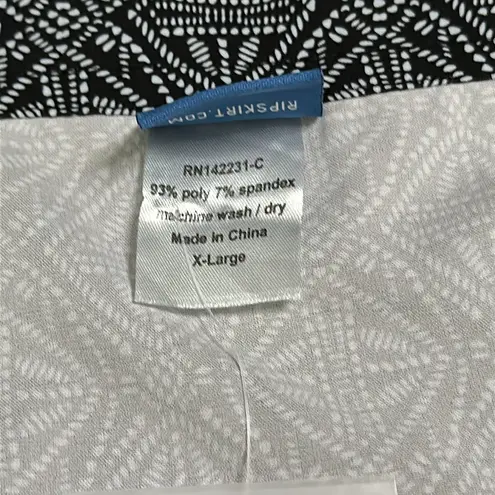 RIPSKIRT.COM
RN142231-C
93% poly 7% spandex
machine wash / dry
Made in China
X-Large